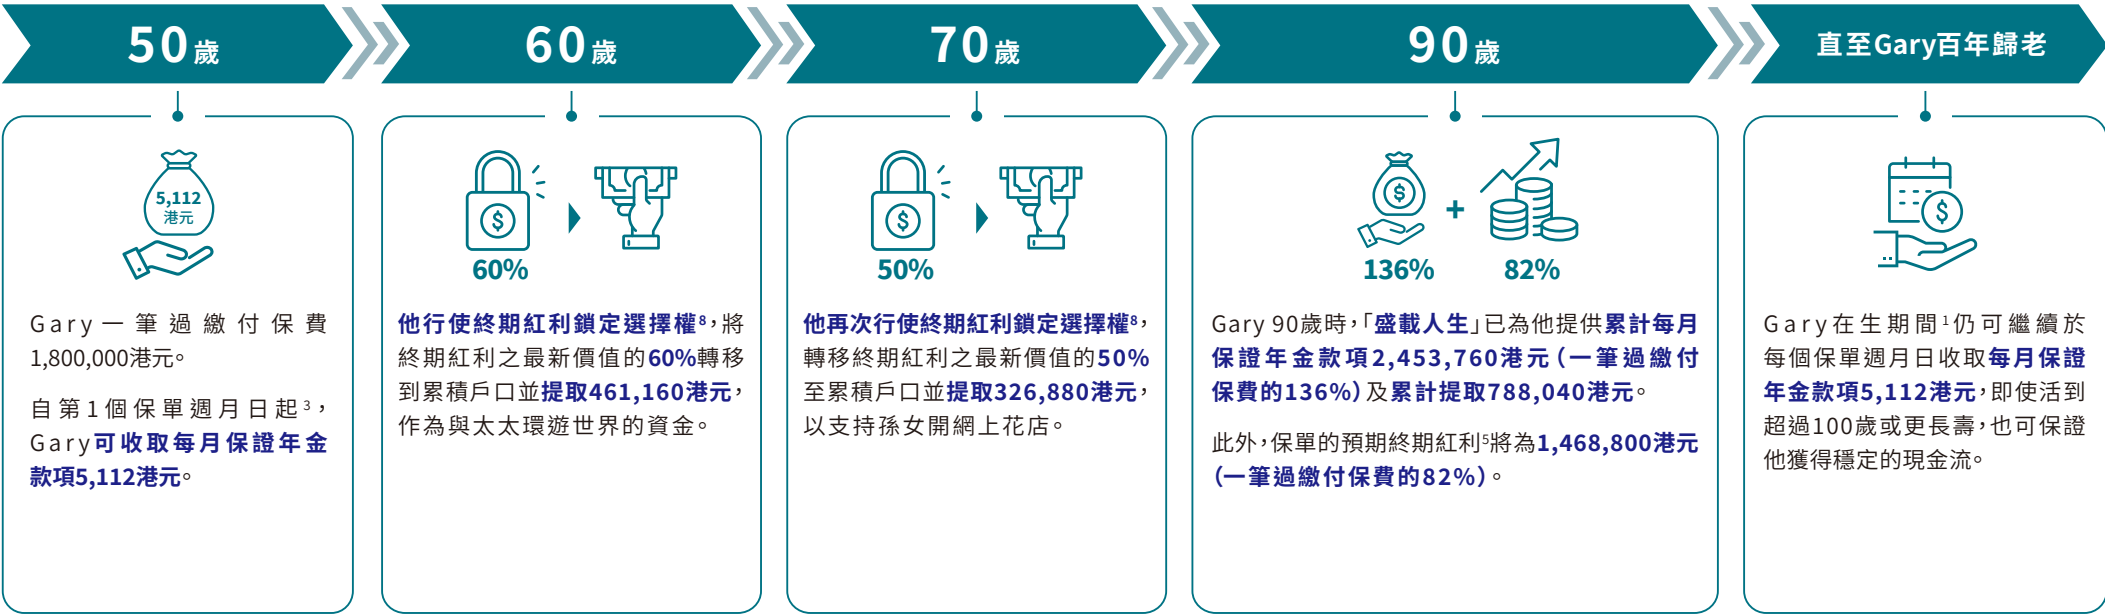 50歲
5,112
港元
Gary一筆過繳付保費
1,800,000港元。
自第1個保單週月日起3，
Gary可收取每月保證年金
款項5,112港元。
60歲
60%
他行使終期紅利鎖定選擇權8，將
終期紅利之最新價值的60%轉移
到累積戶口並提取461,160港元，
作為與太太環遊世界的資金。
70歲
50%
他再次行使終期紅利鎖定選擇權8，
轉移終期紅利之最新價值的50%
至累積戶口並提取326,880港元，
以支持孫女開網上花店。
90歲
136% + 82%
Gary 90歲時，「盛載人生」已為他提供累計每月
保證年金款項2,453,760港元（一筆過繳付
保費的136%）及累計提取788,040港元。
此外，保單的預期終期紅利5將為1,468,800港元
（一筆過繳付保費的82%）。
直至Gary百年歸老
Gary在生期間1仍可繼續於
每個保單週月日收取每月保證
年金款項5,112港元，即使活到
超過100歲或更長壽，也可保證
他獲得穩定的現金流。